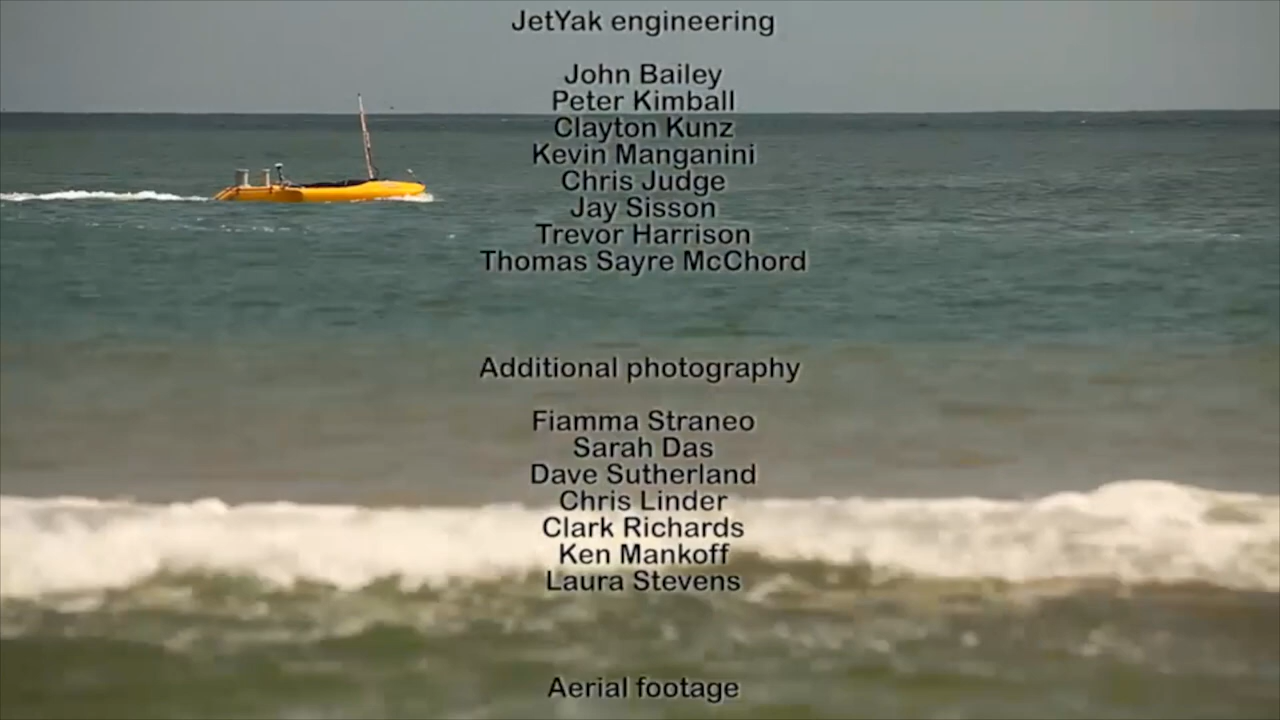 JetYak engineering
John Bailey
Peter Kimball
Clayton Kunz
Kevin Manganini
Chris Judge
Jay Sisson
Trevor Harrison
Thomas Sayre McChord
Additional photography
Fiamma Straneo
Sarah Das
Dave Sutherland
Chris Linder
Clark Richards
Ken Mankoff
Laura Stevens
Aerial footage